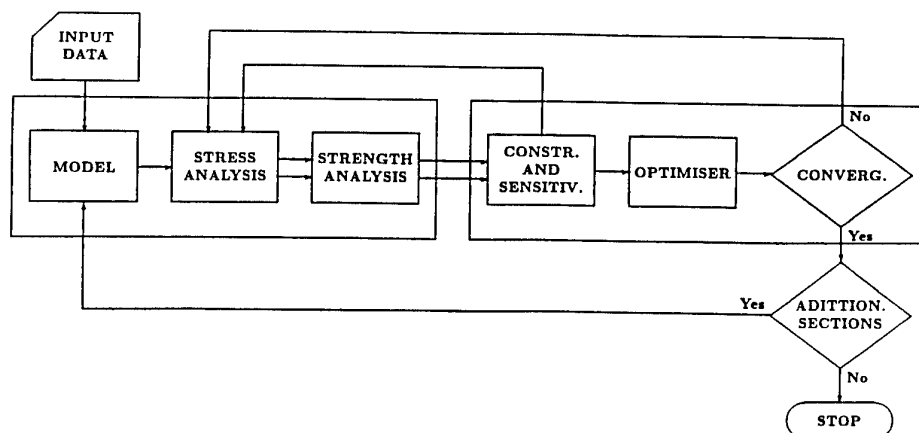 INPUT
DATA
No
MODEL
STRESS
ANALYSIS
STRENGTH
ANALYSIS
CONSTR.
AND
SENSITIV.
OPTIMISER
CONVERG.
Yes
Yes
ADITTION.
SECTIONS
No
STOP